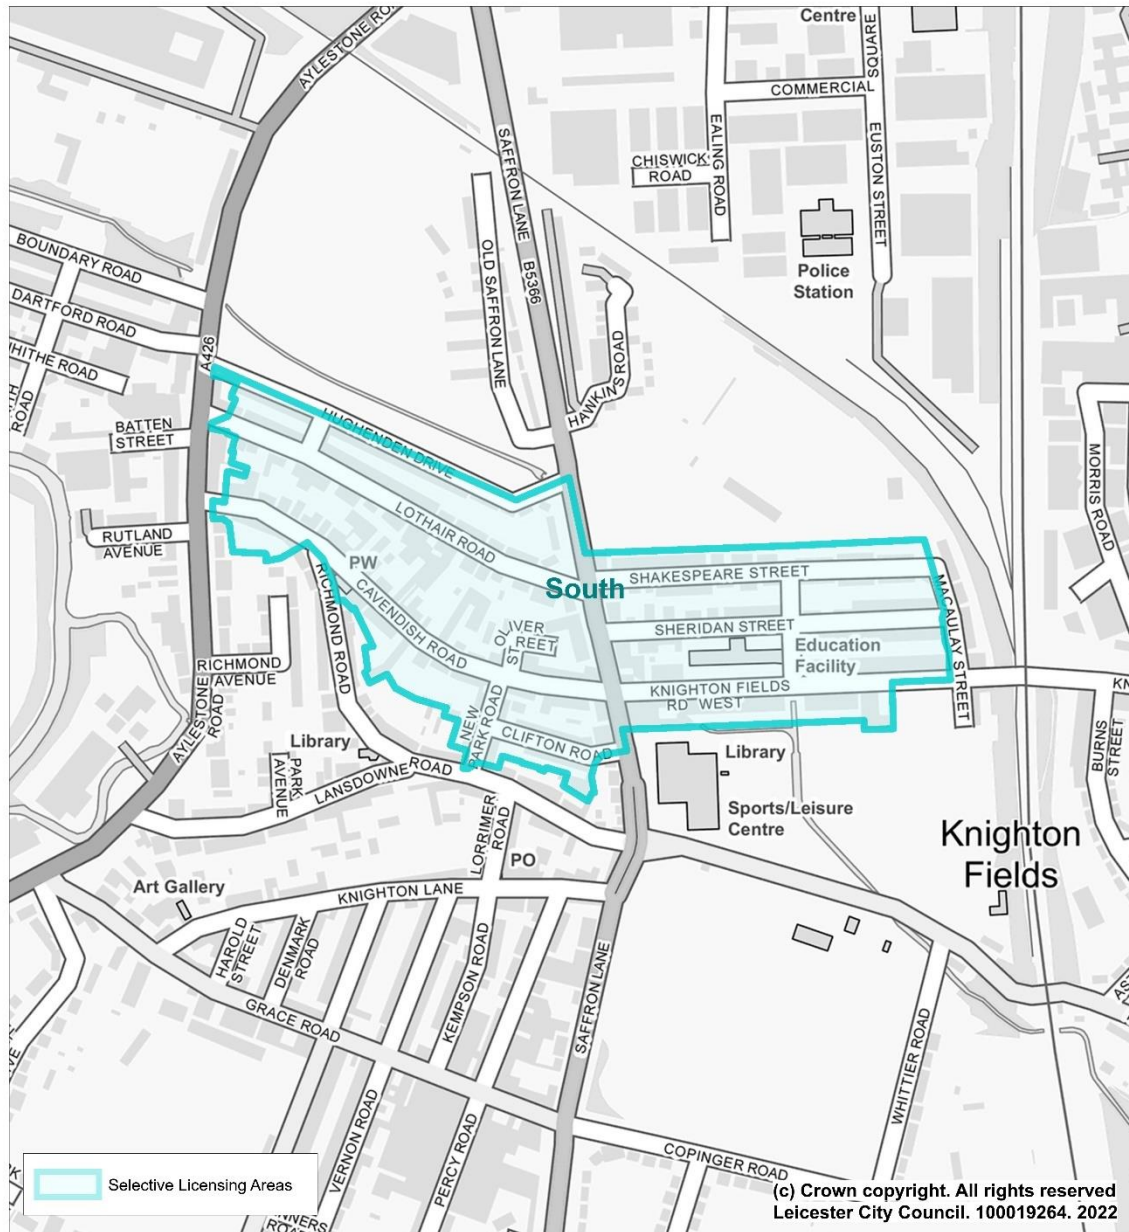 Centre
SQUARE
AYLESTONE ROAD
COMMERCIAL
SAFFRON LANE
EALING ROAD
EUSTON STREET
CHISWICK
ROAD
BOUNDARY ROAD
OLD SAFFRON LANE
B5366
Police
Station
DARTFORD ROAD
HITHE ROAD
ROAD
A426
HAWKINS ROAD
BATTEN
STREET
HUGHENDEN DRIVE
MORRIS ROAD
LOTHAIR ROAD
RUTLAND
AVENUE
PW
SHAKESPEARE STREET
South
CAVENDISH ROAD
RICHMOND ROAD
MACAULAY STREET
SHERIDAN STREET
OLIVER
STREET
Education
Facility
RICHMOND
AVENUE
KNIGHTON FIELDS
RD WEST
KN
AYLESTONE
ROAD
NEW
PARK ROAD
CLIFTON ROAD
BURNS
STREET
Library
Library
PARK
AVENUE
LANSDOWNE ROAD
Sports/Leisure
Centre
LORRIMER
ROAD
Knighton
Fields
PO
Art Gallery
KNIGHTON LANE
HAROLD
STREET
DENMARK
ROAD
KEMPSON ROAD
SAFFRON LANE
GRACE ROAD
WHITTIER ROAD
VERNON ROAD
PERCY ROAD
COPINGER ROAD
Selective Licensing Areas
NNERS
ROAD
(c) Crown copyright. All rights reserved
Leicester City Council. 100019264. 2022